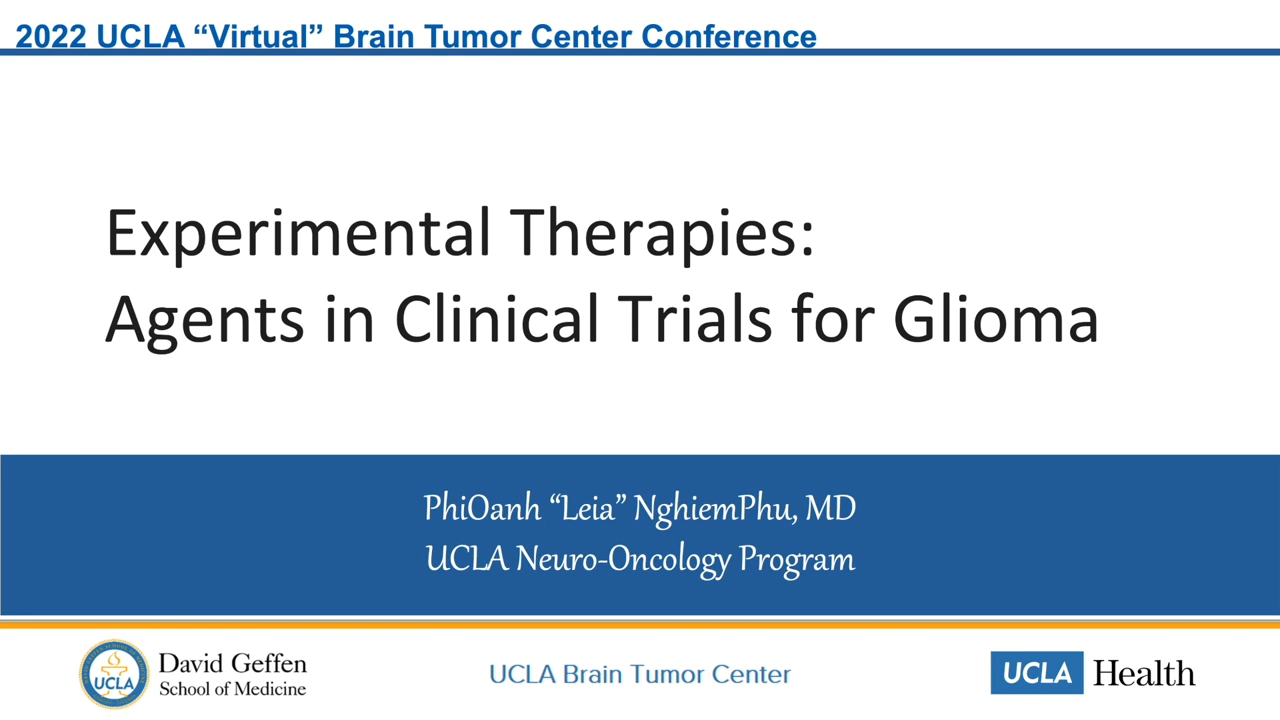 2022 UCLA “Virtual” Brain Tumor Center Conference
Experimental Therapies:
Agents in Clinical Trials for Glioma
PhiOanh “Leia” NghiemPhu, MD
UCLA Neuro-Oncology Program
UCLA
David Geffen
School of Medicine
UCLA Brain Tumor Center
UCLA Health